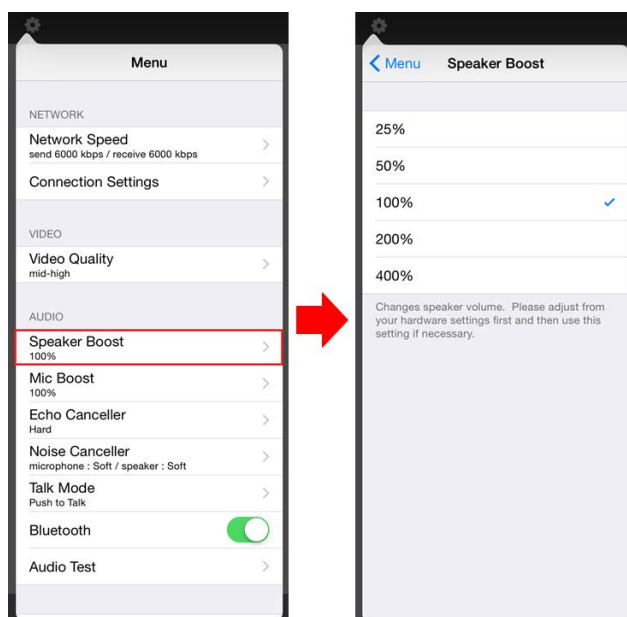 Menu
NETWORK
Network Speed
send 6000 kbps / receive 6000 kbps
Connection Settings
VIDEO
Video Quality
mid-high
AUDIO
Speaker Boost
100%
Mic Boost
100%
Echo Canceller
Hard
Noise Canceller
microphone : Soft / speaker : Soft
Talk Mode
Push to Talk
Bluetooth
Audio Test
Menu Speaker Boost
25%
50%
100%
200%
400%
Changes speaker volume. Please adjust from
your hardware settings first and then use this
setting if necessary.